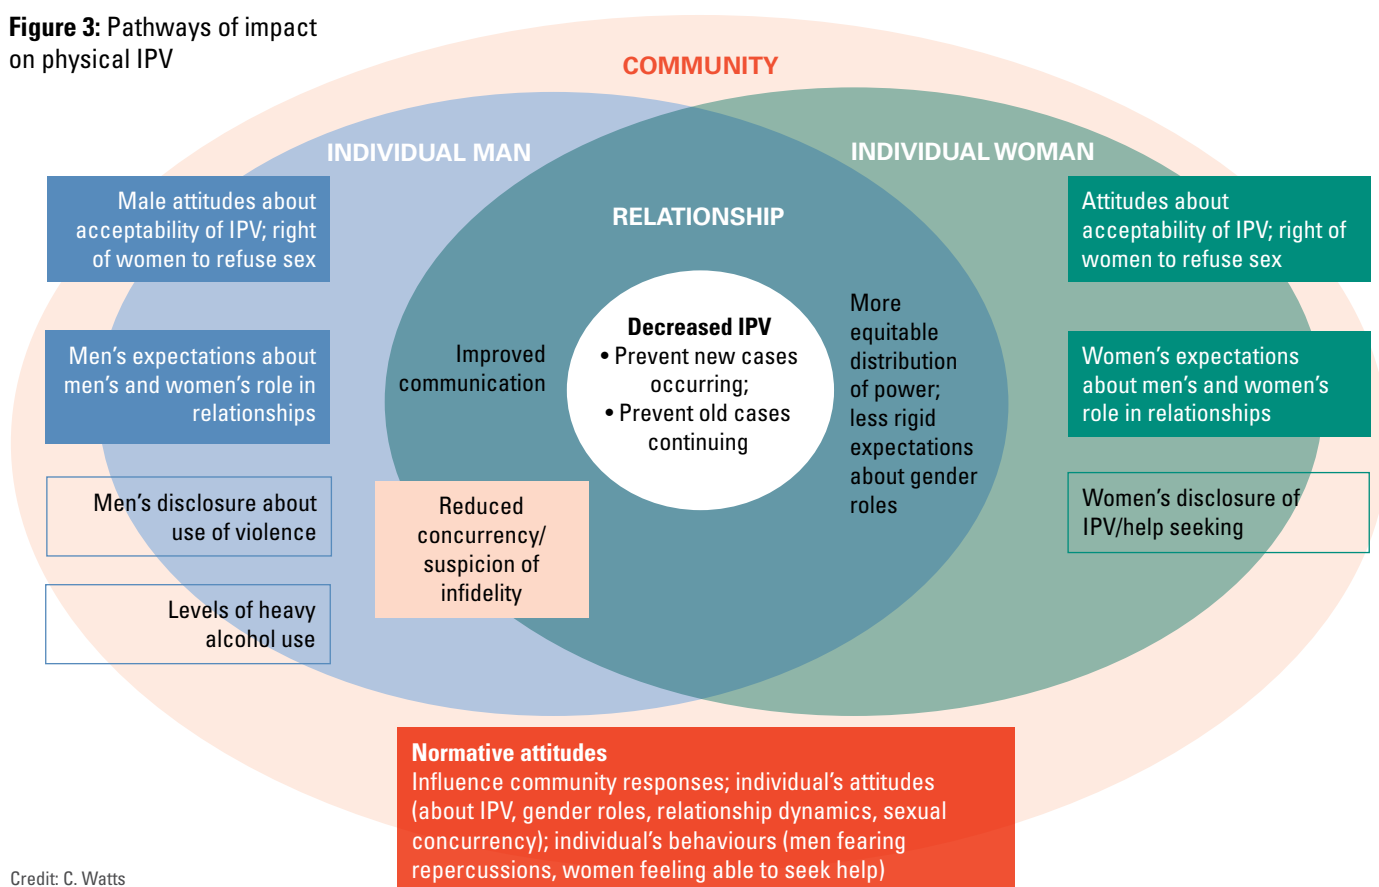 Figure 3: Pathways of impact
on physical IPV
COMMUNITY
INDIVIDUAL MAN
INDIVIDUAL WOMAN
RELATIONSHIP
Male attitudes about
acceptability of IPV; right
of women to refuse sex
Men’s expectations about
men’s and women’s role in
relationships
Men’s disclosure about
use of violence
Levels of heavy
alcohol use
Improved
communication
Reduced
concurrency/
suspicion of
infidelity
Decreased IPV
• Prevent new cases
occurring;
• Prevent old cases
continuing
More
equitable
distribution
of power;
less rigid
expectations
about gender
roles
Attitudes about
acceptability of IPV; right of
women to refuse sex
Women’s expectations
about men’s and women’s
role in relationships
Women’s disclosure of
IPV/help seeking
Normative attitudes
Influence community responses; individual’s attitudes
(about IPV, gender roles, relationship dynamics, sexual
concurrency); individual’s behaviours (men fearing
repercussions, women feeling able to seek help)
Credit: C. Watts